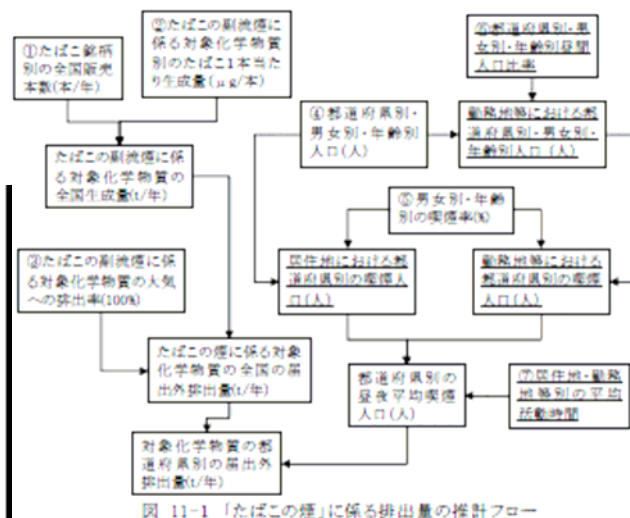 ①たばこ銘柄
別の全国販売
本数(本/年)
②たばこの副流煙に
係る対象化学物質
別のたばこ1本当た
り生成量(μg/本)
⑥都道府県別・男
女別・年齢別昼間
人口比率
④都道府県別・
男女別・年齢別
人口(人)
勤務地等における都
道府県別・男女別・
年齢別人口(人)
たばこの副流煙に係
る対象化学物質の
全国生成量(t/年)
⑤男女別・年齢
別の喫煙率(%)
③たばこの副流煙に係
る対象化学物質の大気
への排出率(100%)
居住地における都
道府県別の喫煙人
口(人)
勤務地等における都
道府県別の喫煙
人口(人)
たばこの煙に係る対象
化学物質の全国の届
出外排出量(t/年)
都道府県別の
昼夜平均喫煙
人口(人)
⑦居住地・勤務
地等別の平均
活動時間
対象化学物質の都
道府県別の届出外
排出量(t/年)
図 11-1 「たばこの煙」に係る排出量の推計フロー